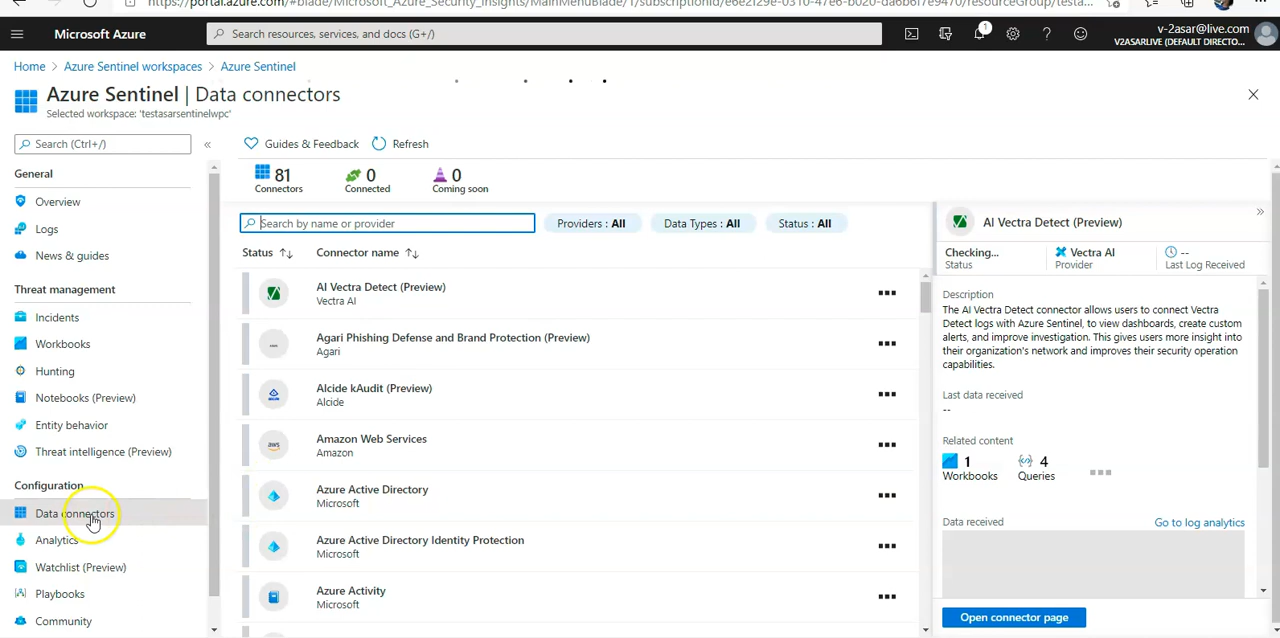 Microsoft Azure
Search resources, services, and docs (G+/)
1
v-2asar@live.com
V2ASARLIVE (DEFAULT DIRECTO...
Home > Azure Sentinel workspaces > Azure Sentinel
Azure Sentinel | Data connectors
Selected workspace: 'testasarsentinelwpc'
Search (Ctrl+/)
«
Guides & Feedback
Refresh
General
Overview
Logs
News & guides
Threat management
Incidents
Workbooks
Hunting
Notebooks (Preview)
Entity behavior
Threat intelligence (Preview)
Configuration
Data connectors
Analytics
Watchlist (Preview)
Playbooks
Community
81
Connectors
0
Connected
0
Coming soon
Search by name or provider
Providers : All
Data Types : All
Status : All
Status ↑↓
Connector name ↑↓
AI Vectra Detect (Preview)
Vectra AI
Agari Phishing Defense and Brand Protection (Preview)
Agari
Alcide kAudit (Preview)
Alcide
aws
Amazon Web Services
Amazon
Azure Active Directory
Microsoft
Azure Active Directory Identity Protection
Microsoft
Azure Activity
Microsoft
AI Vectra Detect (Preview)
»
Checking...
Status
Vectra AI
Provider
--
Last Log Received
Description
The AI Vectra Detect connector allows users to connect Vectra
Detect logs with Azure Sentinel, to view dashboards, create custom
alerts, and improve investigation. This gives users more insight into
their organization's network and improves their security operation
capabilities.
Last data received
--
Related content
1
Workbooks
4
Queries
Data received
Go to log analytics
Open connector page